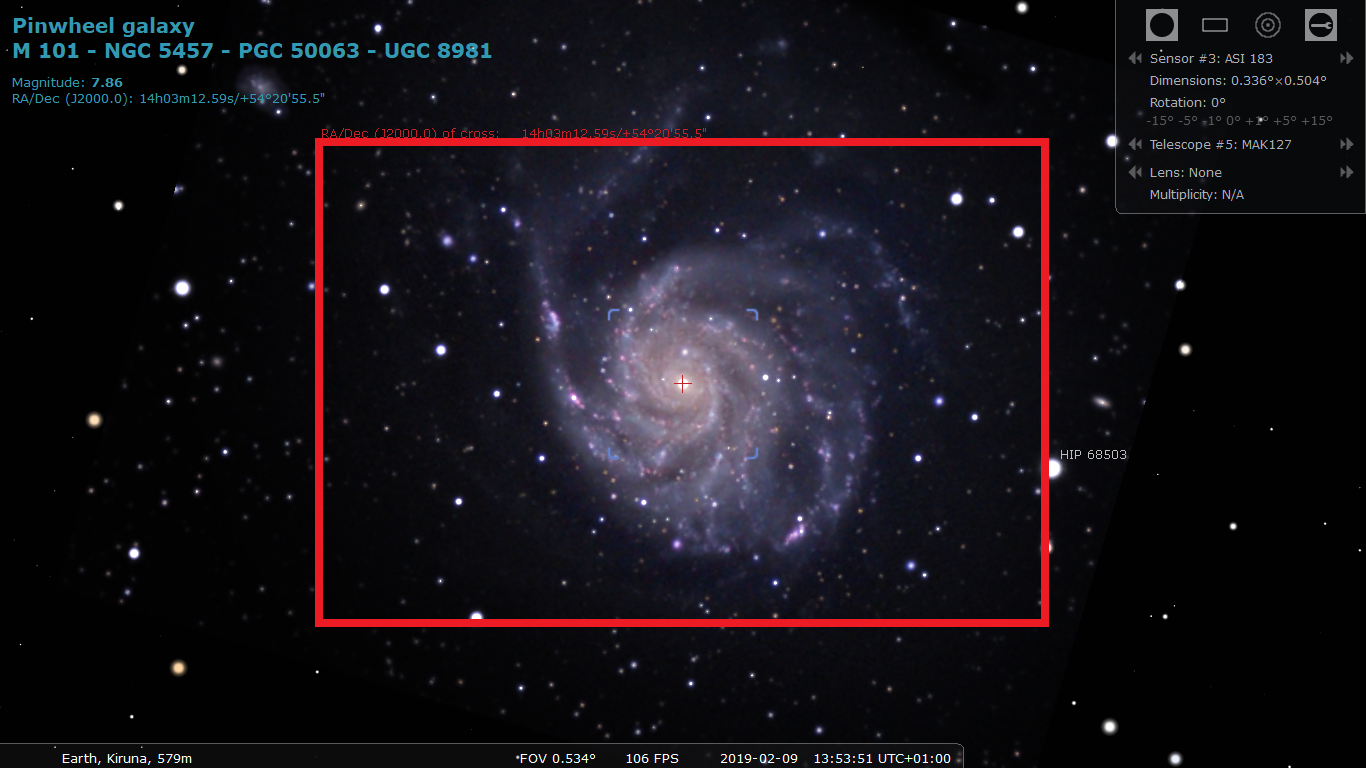 Pinwheel galaxy
M 101 - NGC 5457 - PGC 50063 - UGC 8981
Magnitude: 7.86
RA/Dec (J2000.0): 14h03m12.59s/+54°20'55.5"
RA/Dec (J2000.0) of cross: 14h03m12.59s/+54°20'55.5"
Sensor #3: ASI 183
Dimensions: 0.336°×0.504°
Rotation: 0°
-15° -5° -1° 0° +1° +5° +15°
Telescope #5: MAK127
Lens: None
Multiplicity: N/A
HIP 68503
Earth, Kiruna, 579m FOV 0.534° 106 FPS 2019-02-09 13:53:51 UTC+01:00